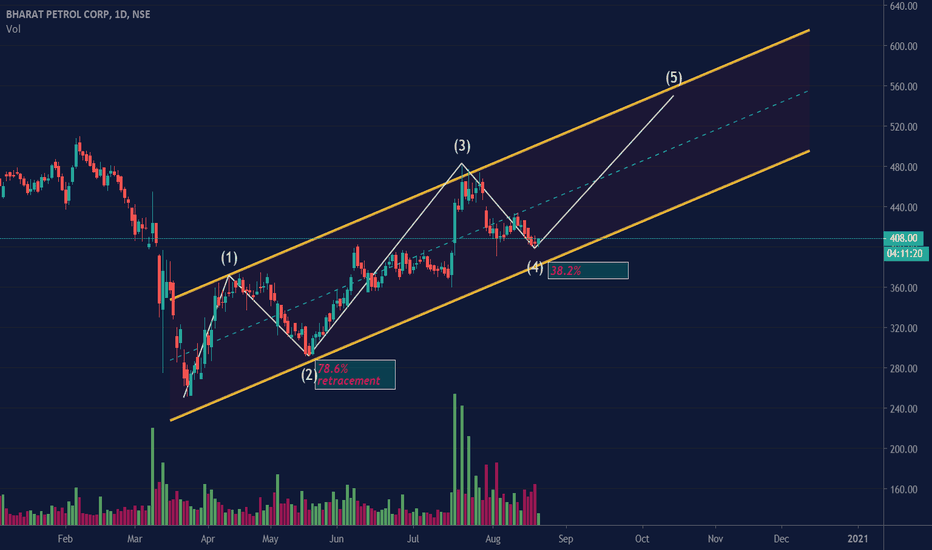 BHARAT PETROL CORP, 1D, NSE
Vol
640.00
600.00
560.00
520.00
480.00
440.00
408.00
04:11:20
360.00
320.00
280.00
240.00
200.00
160.00
(1)
(2)
(3)
(4)
(5)
78.6%
retracement
38.2%
Feb
Mar
Apr
May
Jun
Jul
Aug
Sep
Oct
Nov
Dec
2021